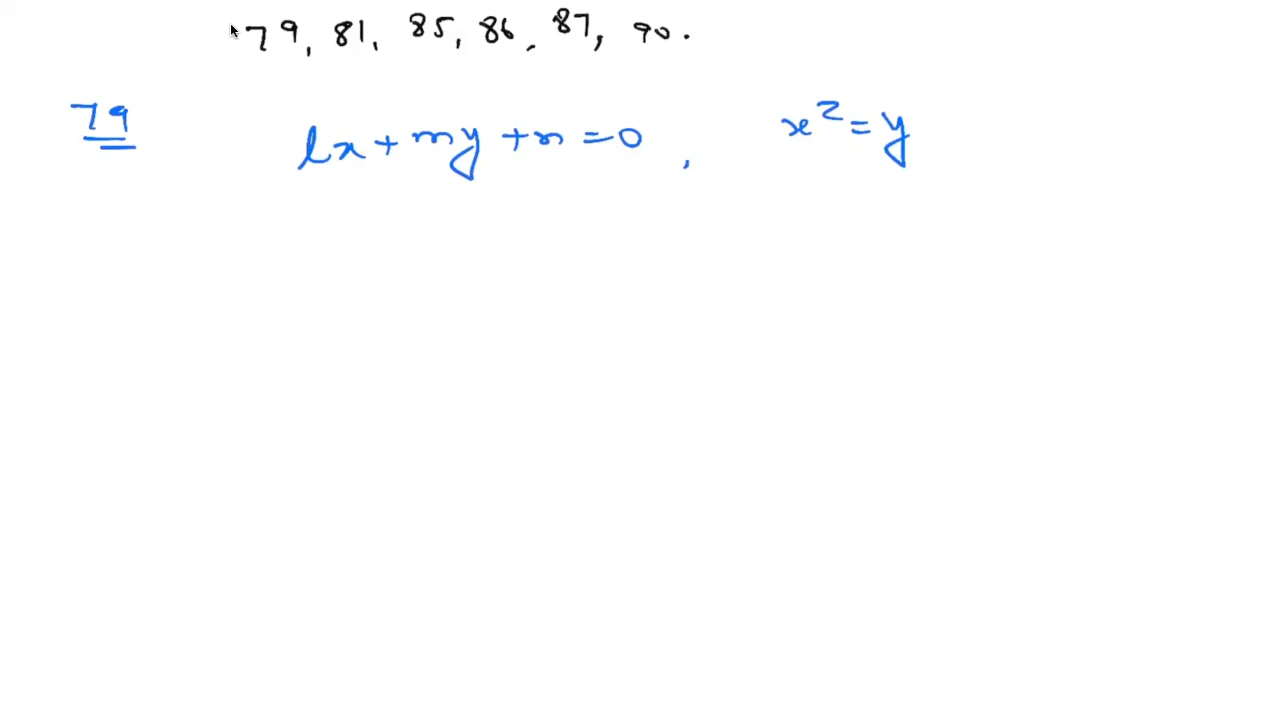 79, 81, 85, 86, 87, 90.
79 lx + my + n = 0, x² = y